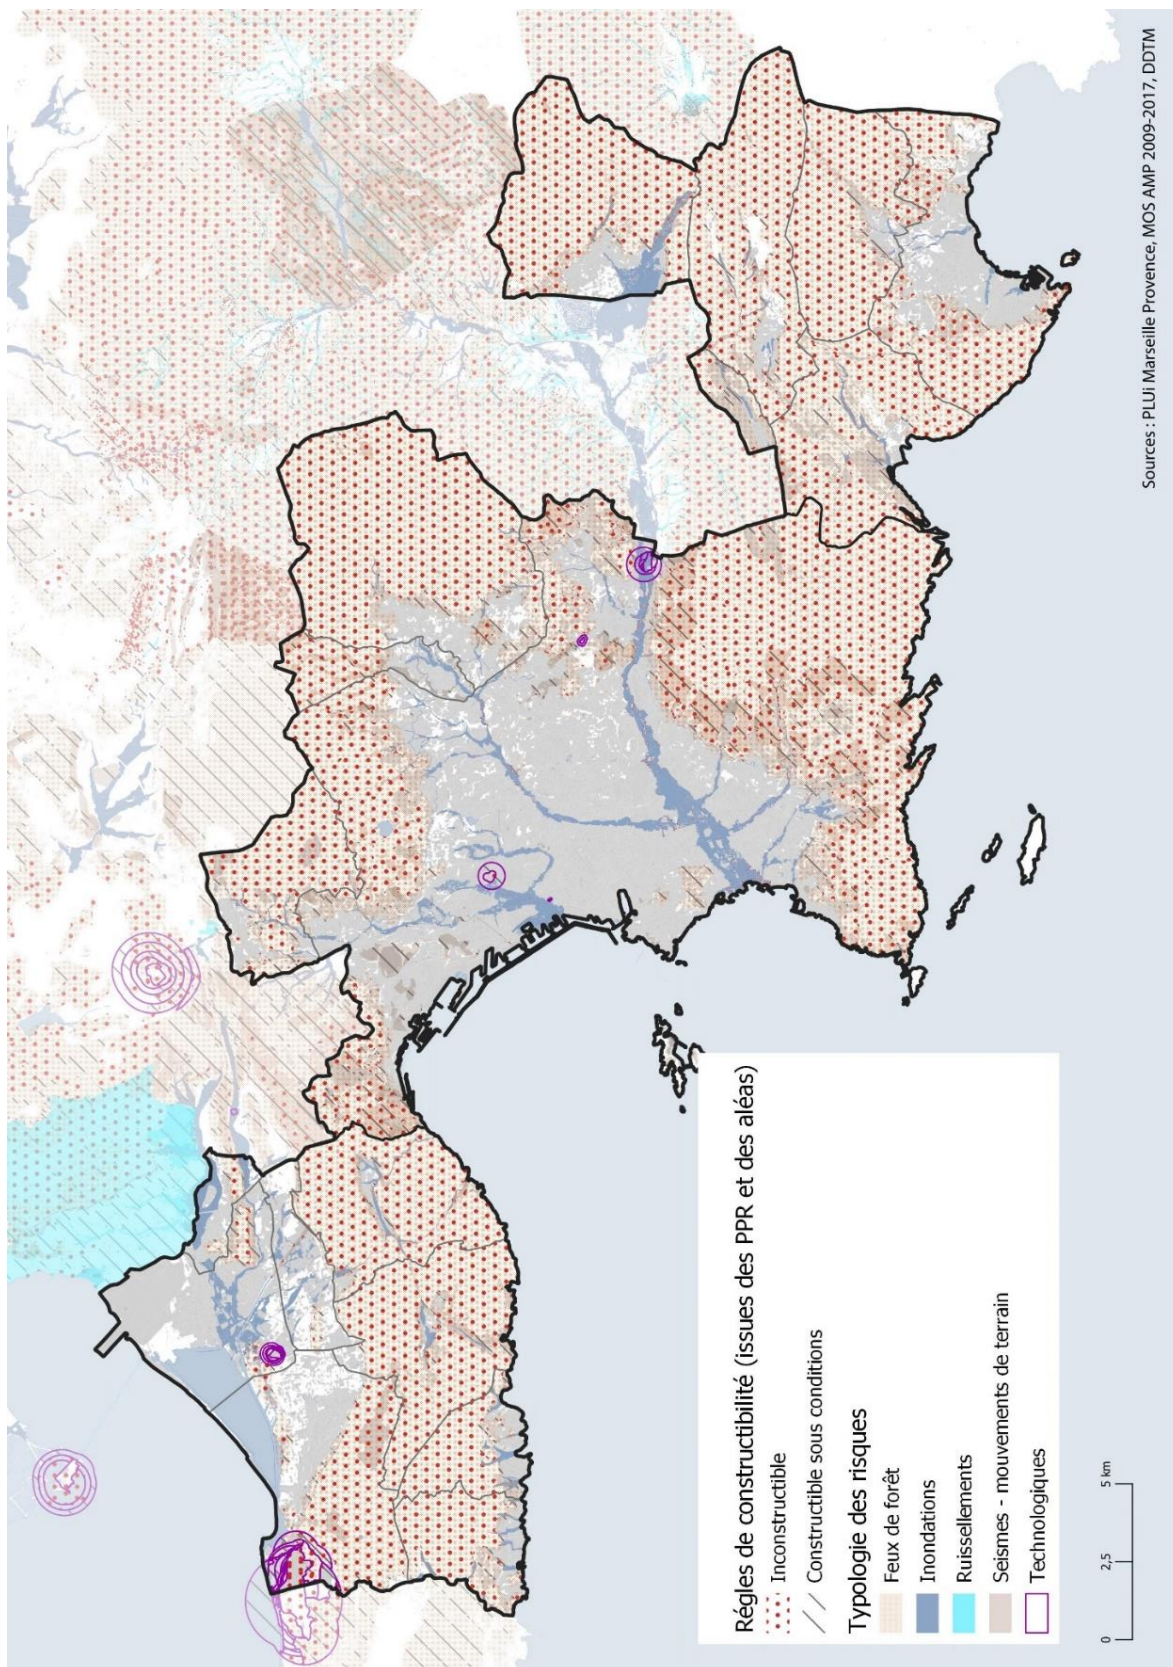 Sources : PLUi Marseille Provence, MOS AMP 2009-2017, DDTM
Régles de constructibilité (issues des PPR et des aléas)
Inconstructible
Constructible sous conditions
Typologie des risques
Feux de forêt
Inondations
Ruissellements
Seismes - mouvements de terrain
Technologiques
0 2,5 5 km